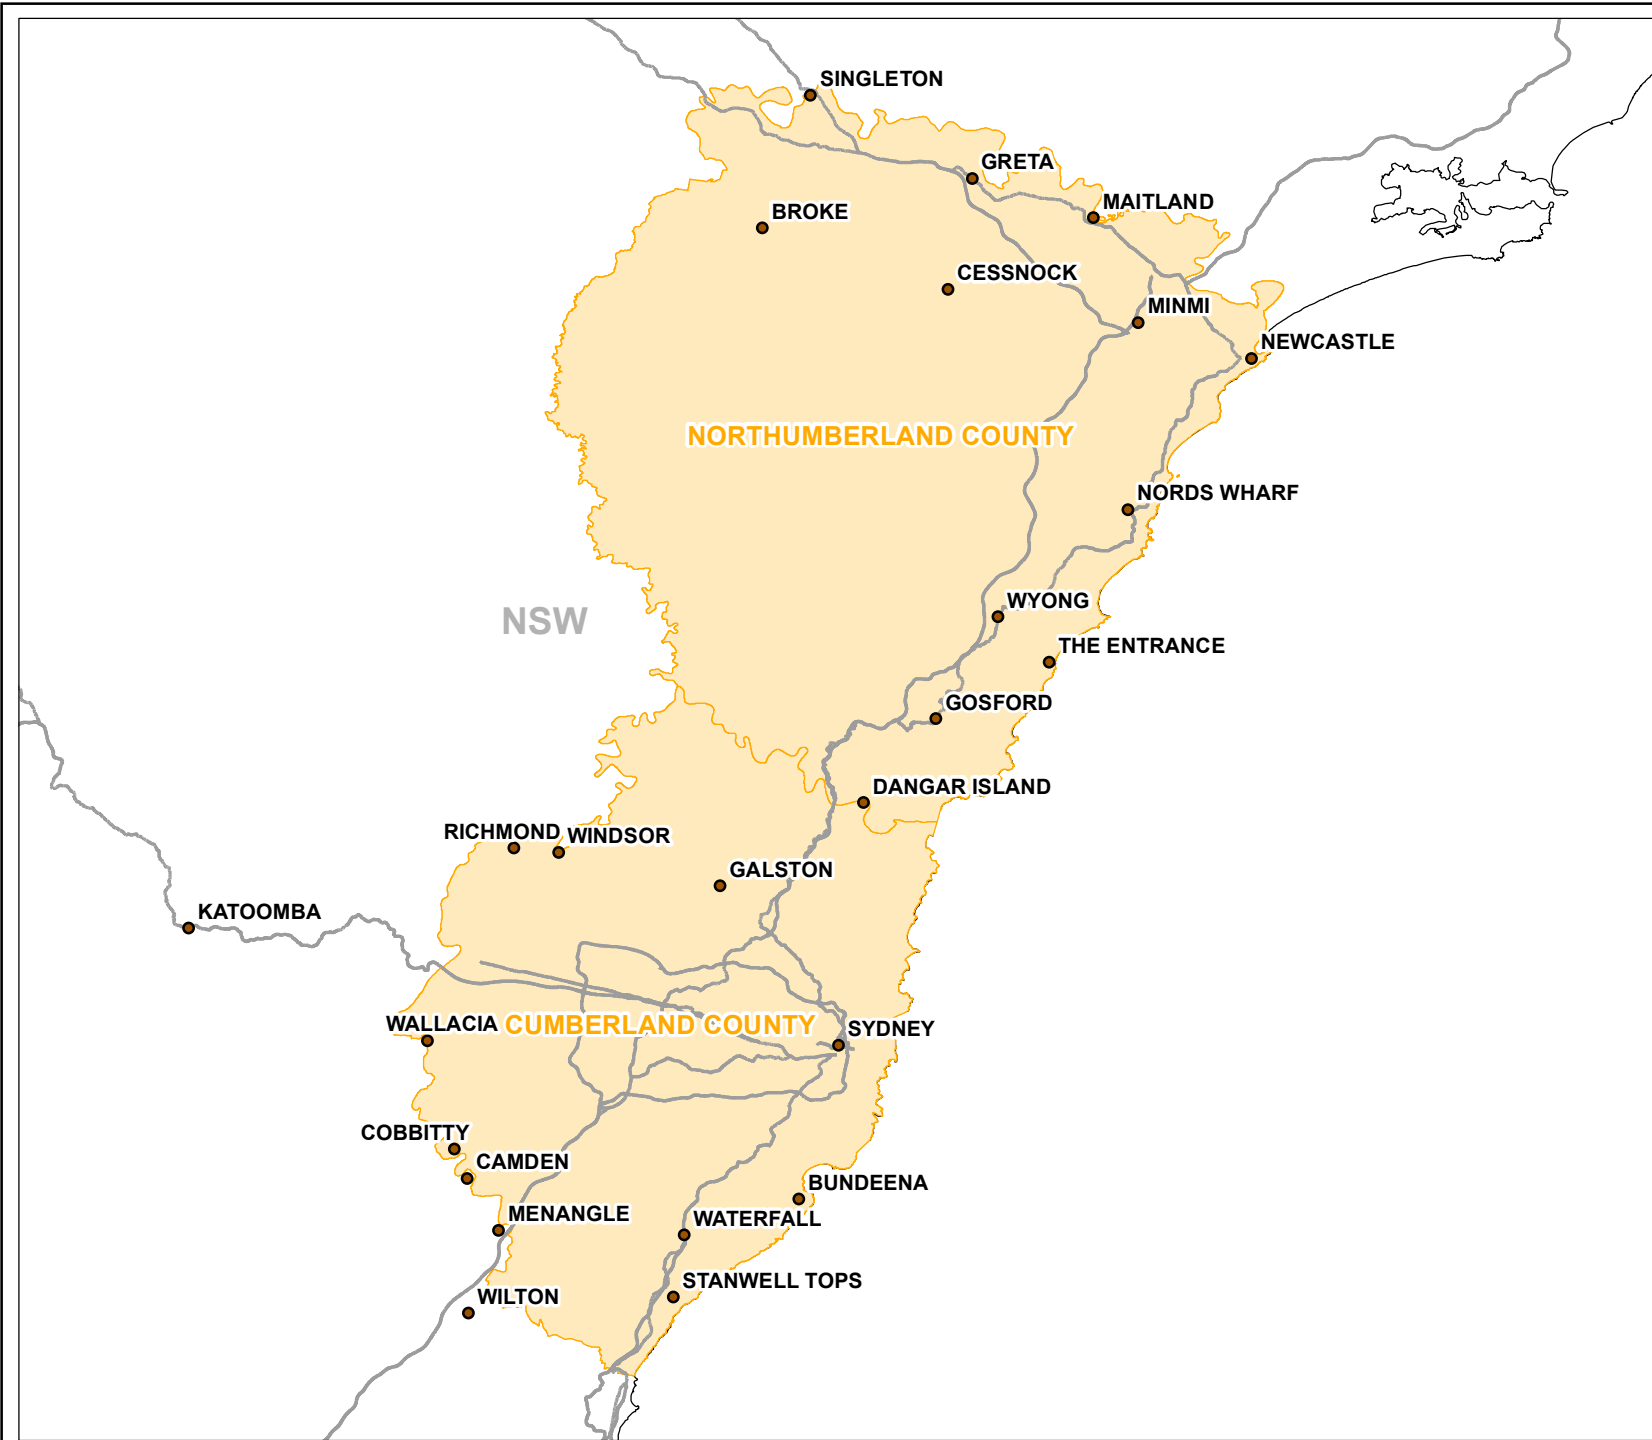 SINGLETON
GRETA
MAITLAND
BROKE
CESSNOCK
MINMI
NEWCASTLE
NORTHUMBERLAND COUNTY
NORDS WHARF
WYONG
NSW
THE ENTRANCE
GOSFORD
DANGAR ISLAND
RICHMOND
WINDSOR
GALSTON
KATOOMBA
WALLACIA
CUMBERLAND COUNTY
SYDNEY
COBBITTY
CAMDEN
BUNDEENA
MENANGLE
WATERFALL
STANWELL TOPS
WILTON